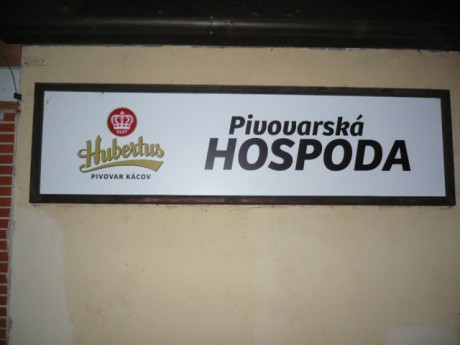 Hubertus
PIVOVAR KÁCOV
Pivovarská
HOSPODA